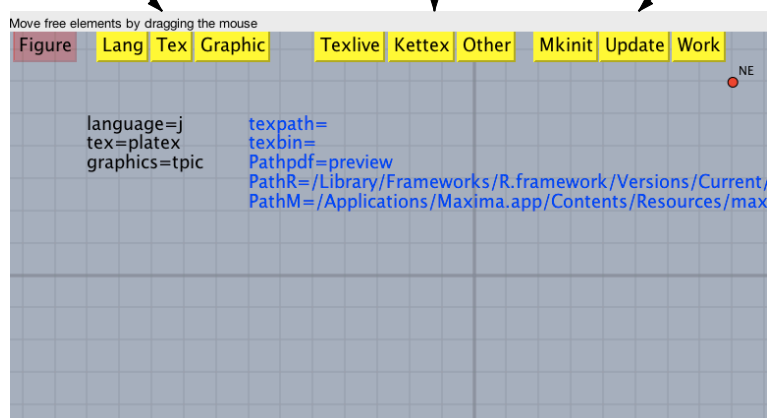 Move free elements by dragging the mouse
Figure Lang Tex Graphic Texlive Kettex Other Mkinit Update Work
NE
language=j
tex=platex
graphics=tpic
texpath=
texbin=
Pathpdf=preview
PathR=/Library/Frameworks/R.framework/Versions/Current/
PathM=/Applications/Maxima.app/Contents/Resources/max